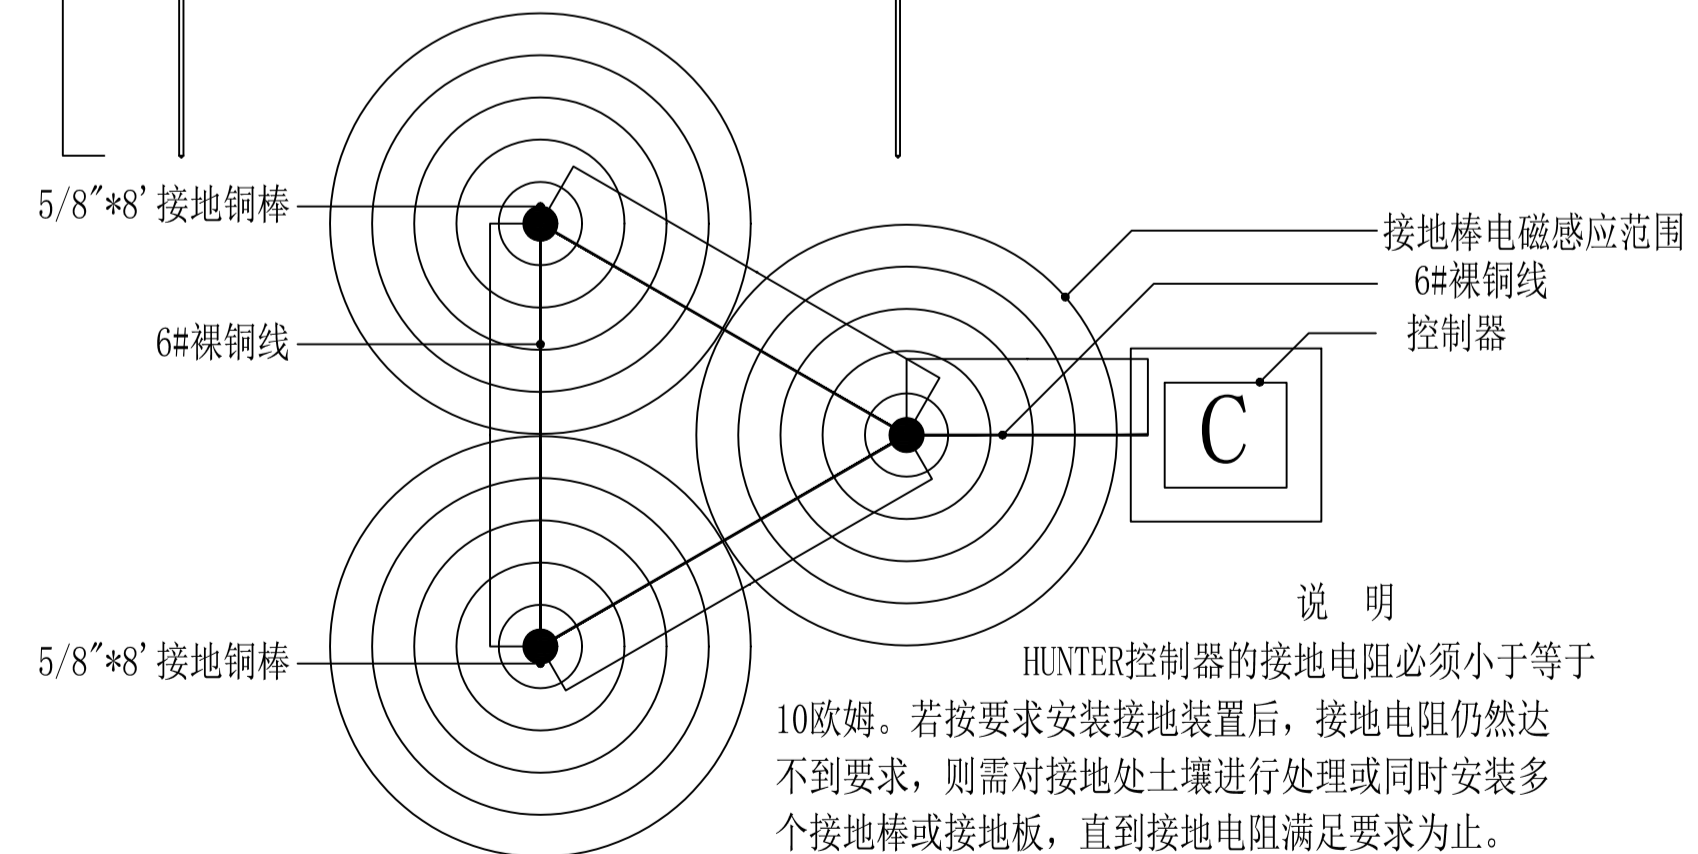 5/8"*8'接地铜棒
接地棒电磁感应范围
6#裸铜线
控制器
6#裸铜线
C
5/8"*8'接地铜棒
说 明
HUNTER控制器的接地电阻必须小于等于
10欧姆。若按要求安装接地装置后，接地电阻仍然达
不到要求，则需对接地处土壤进行处理或同时安装多
个接地棒或接地板，直到接地电阻满足要求为止。